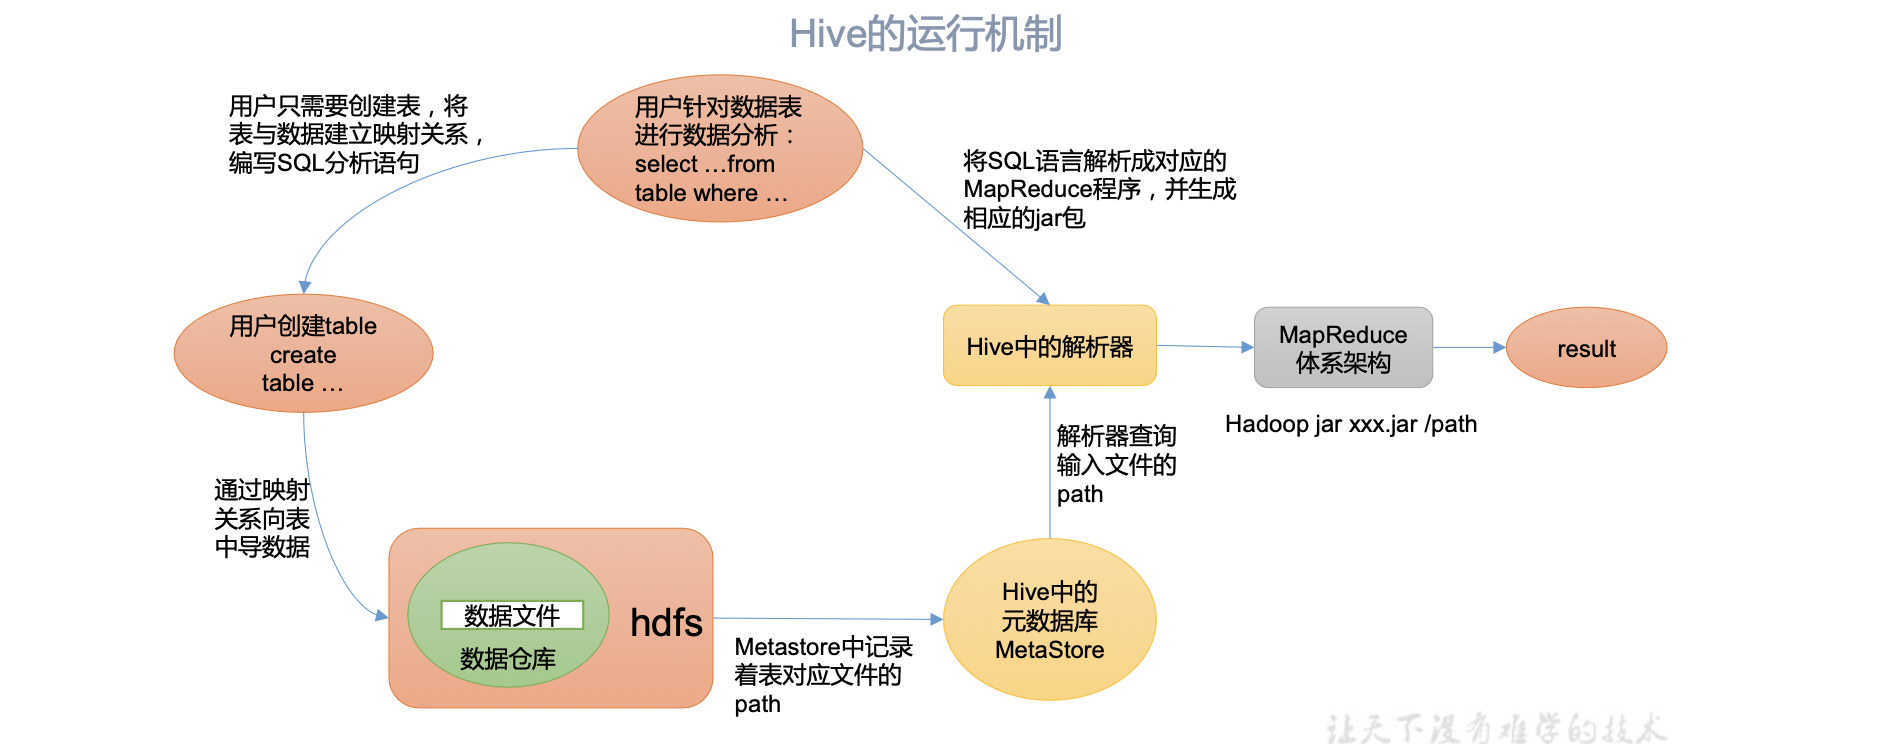 Hive的运行机制
用户只需要创建表，将
表与数据建立映射关系，
编写SQL分析语句
用户针对数据表
进行数据分析：
select …from
table where …
将SQL语言解析成对应的
MapReduce程序，并生成
相应的jar包
用户创建table
create
table …
Hive中的解析器
MapReduce
体系架构
result
Hadoop jar xxx.jar /path
解析器查询
输入文件的
path
通过映射
关系向表
中导数据
数据文件
数据仓库
hdfs
Metastore中记录
着表对应文件的
path
Hive中的
元数据库
MetaStore
让天下没有难学的技术